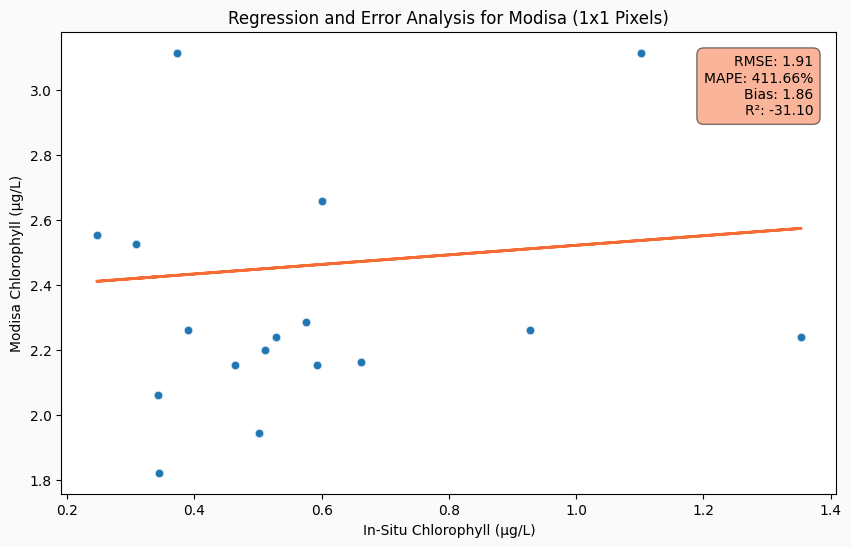 Regression and Error Analysis for Modisa (1x1 Pixels)
RMSE: 1.91
MAPE: 411.66%
Bias: 1.86
R²: -31.10
Modisa Chlorophyll (µg/L)
3.0
2.8
2.6
2.4
2.2
2.0
1.8
0.2 0.4 0.6 0.8 1.0 1.2 1.4
In-Situ Chlorophyll (µg/L)